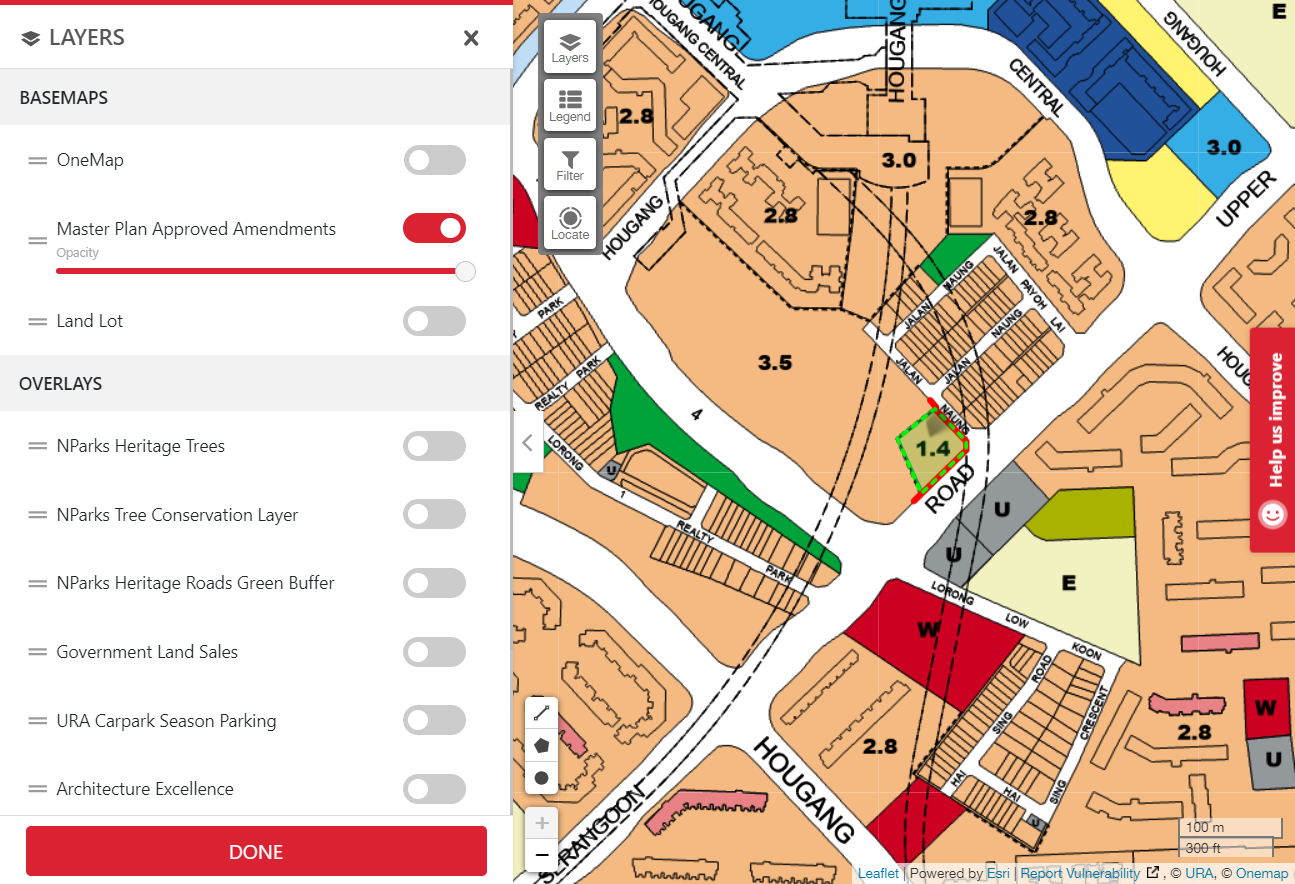 LAYERS
BASEMAPS
OneMap
Master Plan Approved Amendments
Opacity
Land Lot
OVERLAYS
NParks Heritage Trees
NParks Tree Conservation Layer
NParks Heritage Roads Green Buffer
Government Land Sales
URA Carpark Season Parking
Architecture Excellence
DONE
Layers
Legend
Filter
Locate
HOUGANG
HOUGANG CENTRAL
HOUGANG
CENTRAL
HOUGANG
E
2.8
3.0
3.0
UPPER
2.8
2.8
HOUGANG
JALAN
NAUNG
JALAN PAYOH LAI
PARK
JALAN NAUNG
3.5
REALTY PARK
JALAN
NAUNG
HOUG
4
1.4
LORONG
U
1
ROAD
U
U
REALTY
PARK
E
LORONG LOW KOON
W
ROAD
SING
HAI
CRESCENT
HAI
SING
U
2.8
2.8
W
U
HOUGANG
SERANGOON
Help us improve
100 m
300 ft
Leaflet | Powered by Esri | Report Vulnerability , © URA, © Onemap